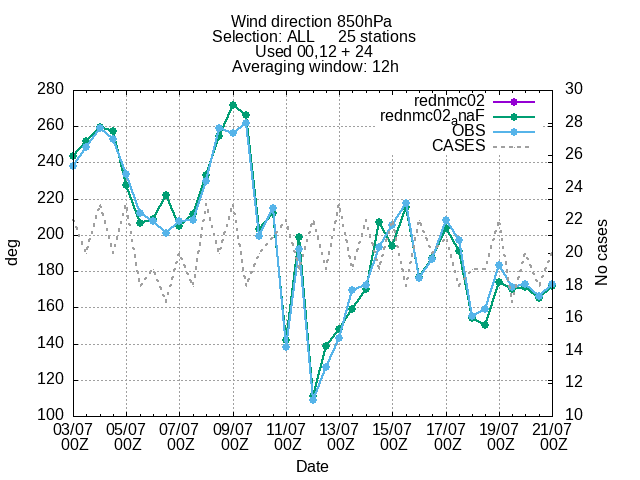 Wind direction 850hPa
Selection: ALL 25 stations
Used 00,12 + 24
Averaging window: 12h
280 30
260 28
240 26
220 24
200 22
180 20
160 18
140 16
120 14
100 12
10
rednmc02
rednmc02anaF
OBS
CASES
deg
No cases
03/07 05/07 07/07 09/07 11/07 13/07 15/07 17/07 19/07 21/07
00Z 00Z 00Z 00Z 00Z 00Z 00Z 00Z 00Z 00Z
Date